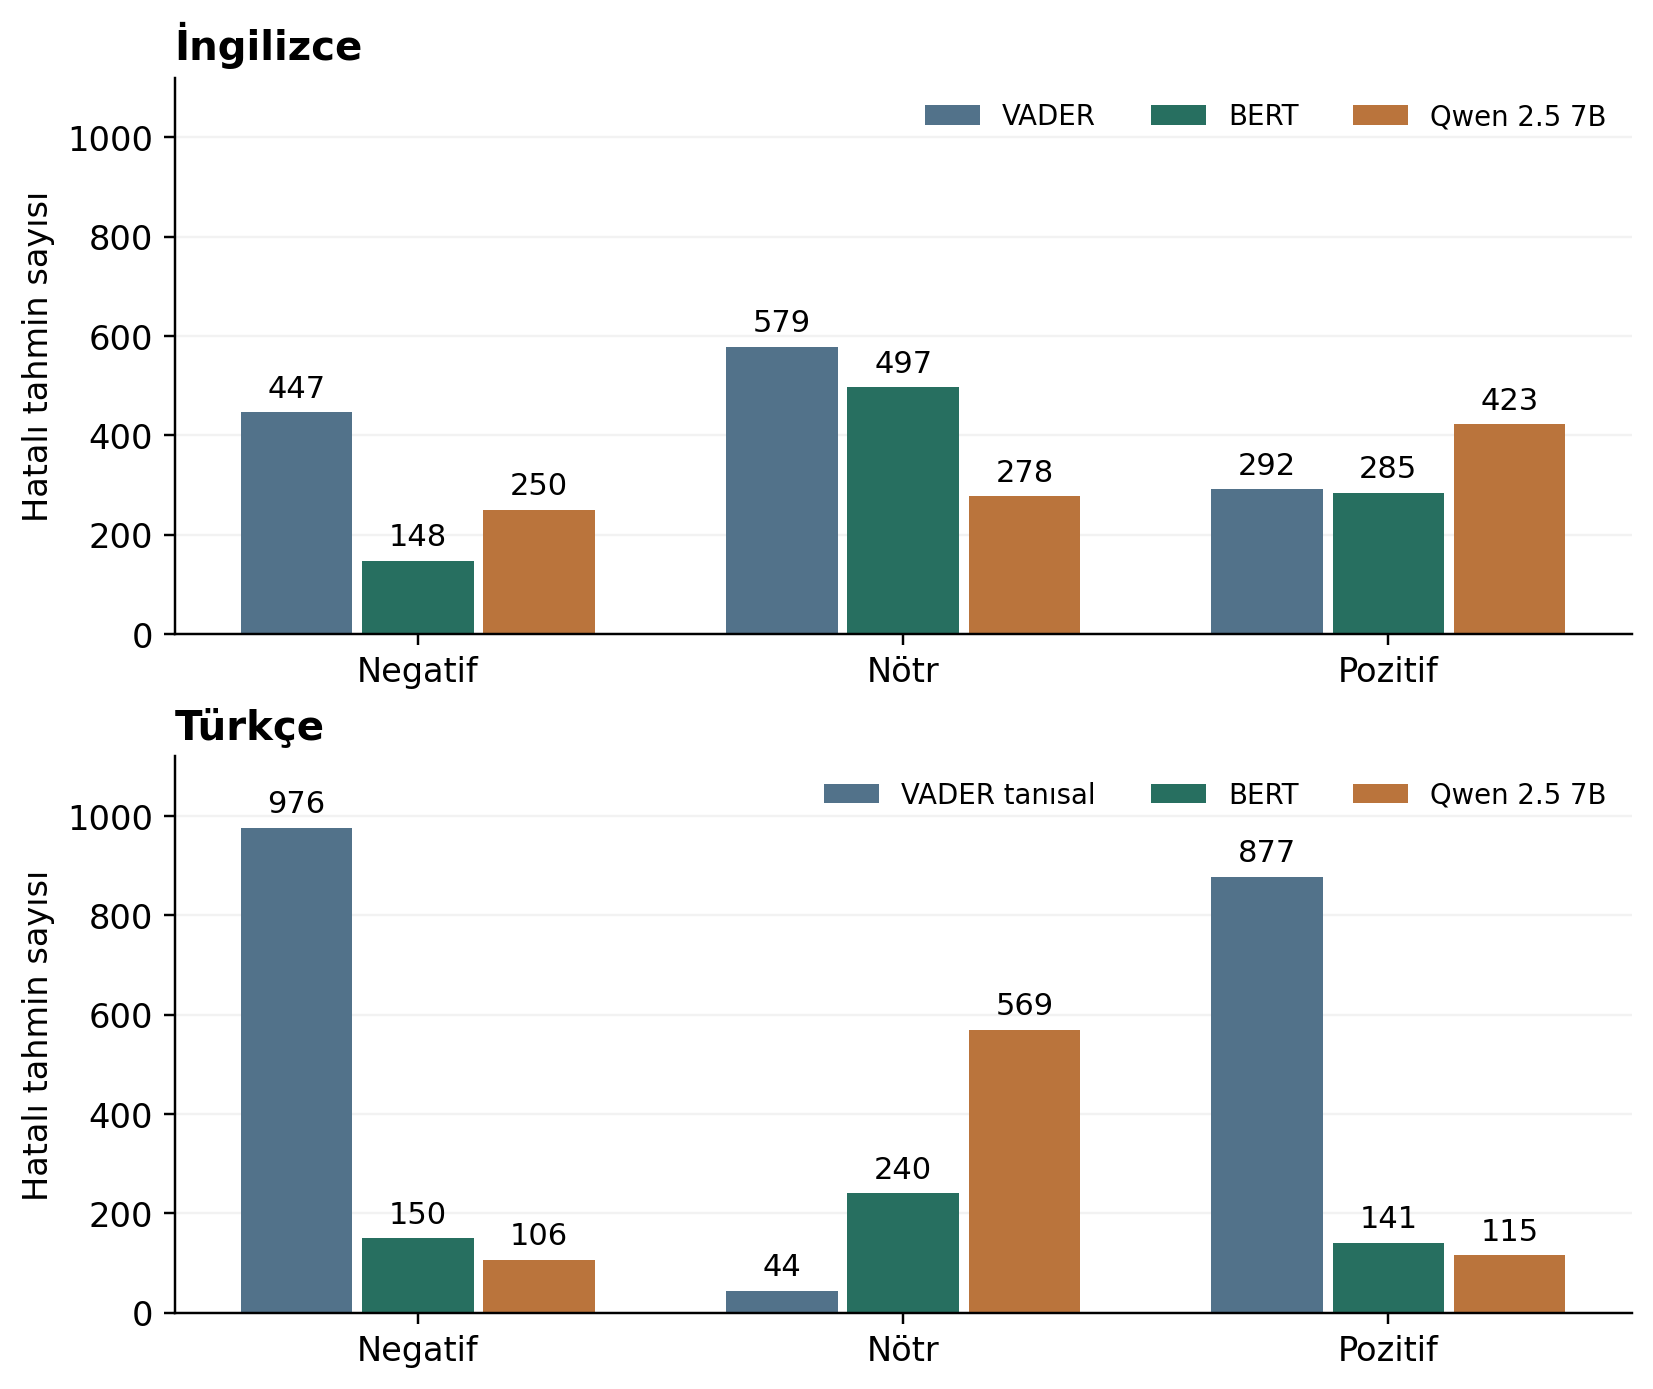 İngilizce
VADER BERT Qwen 2.5 7B
Hatalı tahmin sayısı
1000
800
600
400
200
0
447 148 250
579 497 278
292 285 423
Negatif Nötr Pozitif
Türkçe
VADER tanısal BERT Qwen 2.5 7B
Hatalı tahmin sayısı
1000
800
600
400
200
0
976 150 106
44 240 569
877 141 115
Negatif Nötr Pozitif